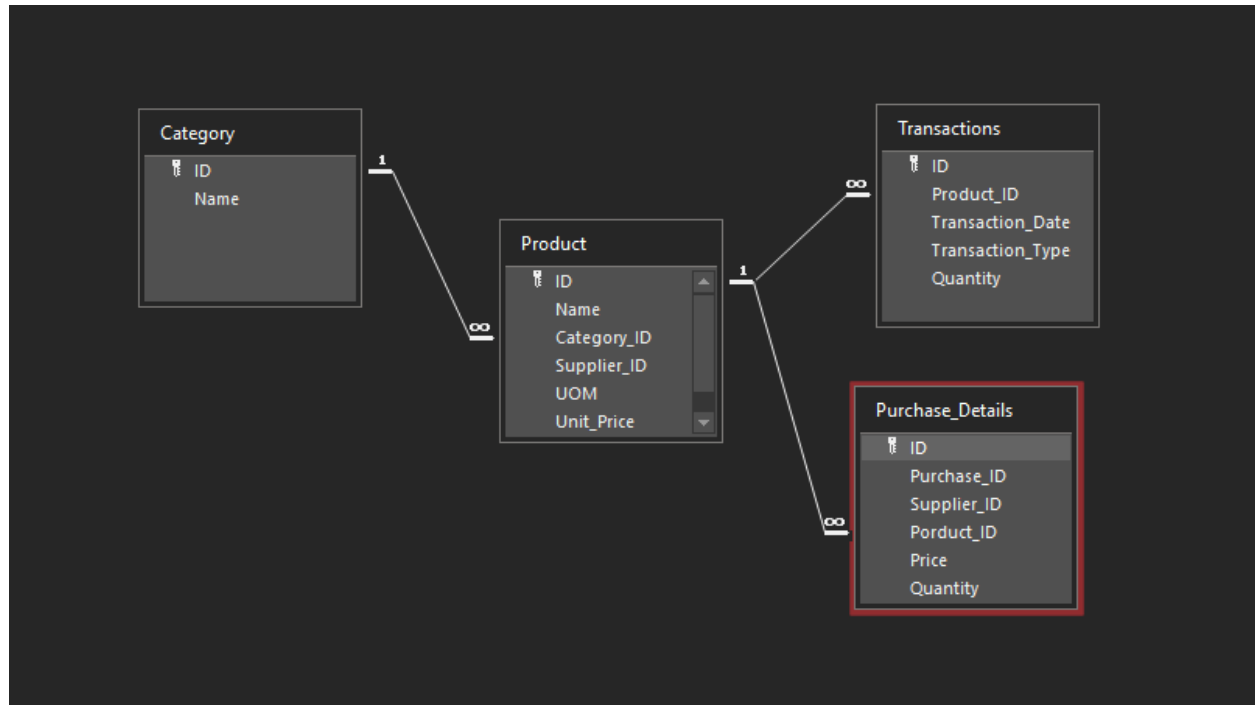 Category
ID
Name
1
∞
Product
ID
Name
Category_ID
Supplier_ID
UOM
Unit_Price
1
∞
Transactions
ID
Product_ID
Transaction_Date
Transaction_Type
Quantity
∞
Purchase_Details
ID
Purchase_ID
Supplier_ID
Porduct_ID
Price
Quantity